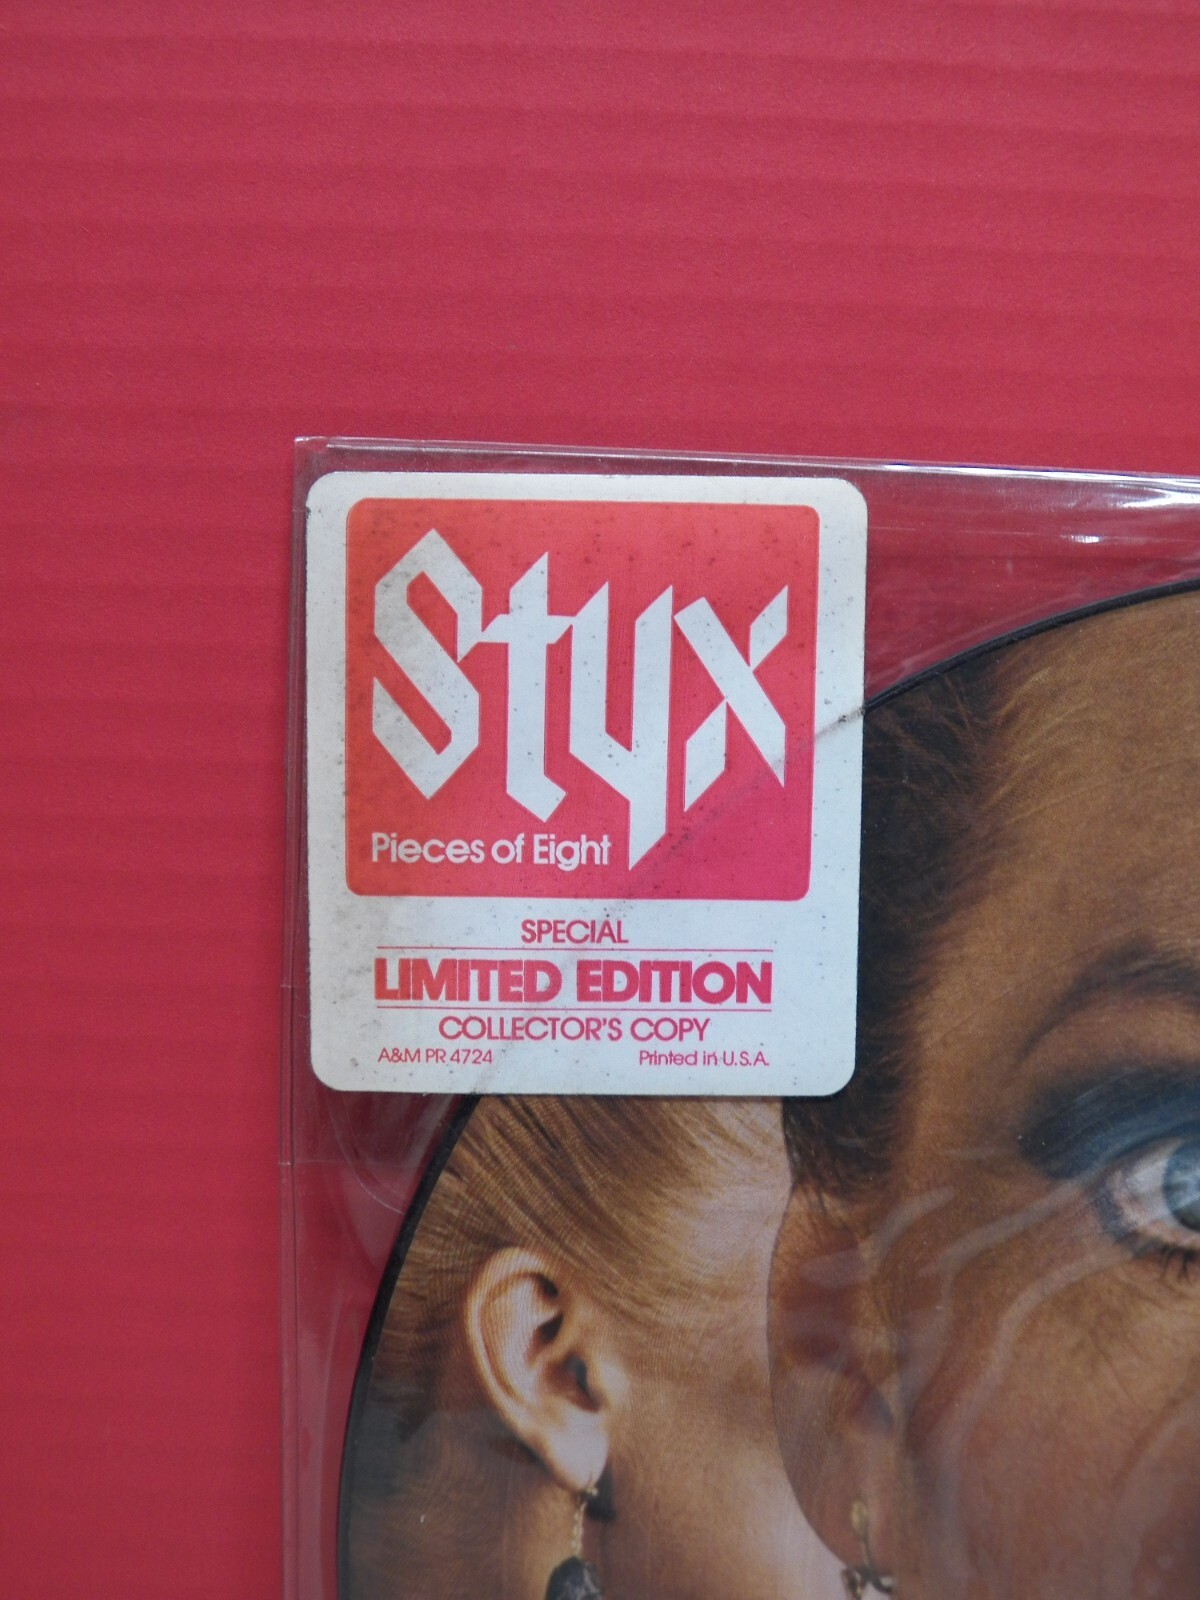 Styx
Pieces of Eight
SPECIAL
LIMITED EDITION
COLLECTOR'S COPY
A&M PR 4724 Printed in U.S.A.